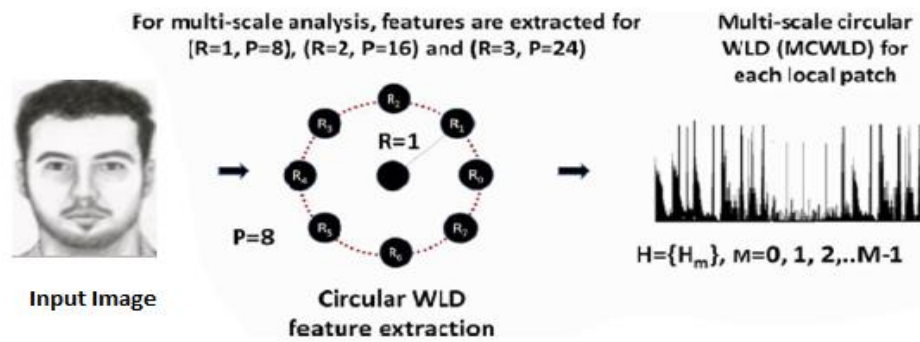 For multi-scale analysis, features are extracted for
(R=1, P=8), (R=2, P=16) and (R=3, P=24)
Multi-scale circular
WLD (MCWLD) for
each local patch
R₂
R₃
R₁
R=1
R₄
R₀
P=8
R₅
R₇
R₆
H={Hₘ}, M=0, 1, 2,..M-1
Input Image
Circular WLD
feature extraction